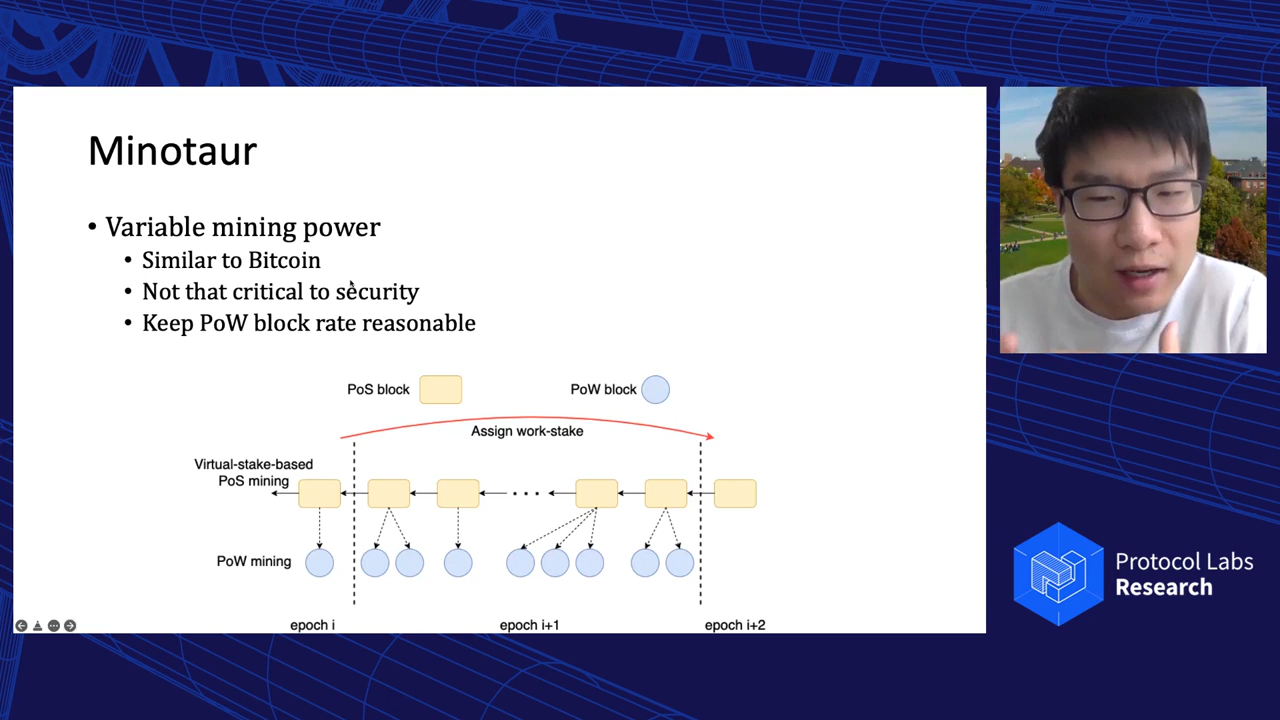 Minotaur
• Variable mining power
• Similar to Bitcoin
• Not that critical to security
• Keep PoW block rate reasonable
PoS block
PoW block
Assign work-stake
Virtual-stake-based
PoS mining
PoW mining
epoch i
epoch i+1
epoch i+2
Protocol Labs
Research